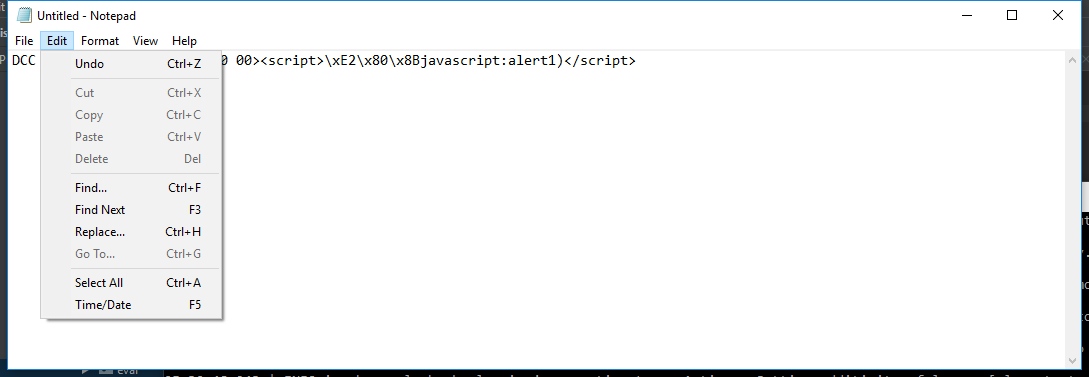 Untitled - Notepad
File Edit Format View Help
DCC 0 00><script>\xE2\x80\x8Bjavascript:alert1)</script>
Undo Ctrl+Z
Cut Ctrl+X
Copy Ctrl+C
Paste Ctrl+V
Delete Del
Find... Ctrl+F
Find Next F3
Replace... Ctrl+H
Go To... Ctrl+G
Select All Ctrl+A
Time/Date F5
eval